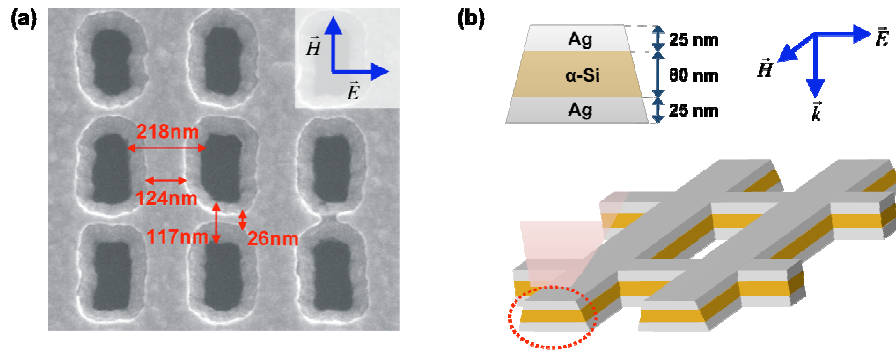 (a)
H
E
218nm
124nm
117nm
26nm
(b)
Ag
α-Si
Ag
25 nm
80 nm
25 nm
E
H
k